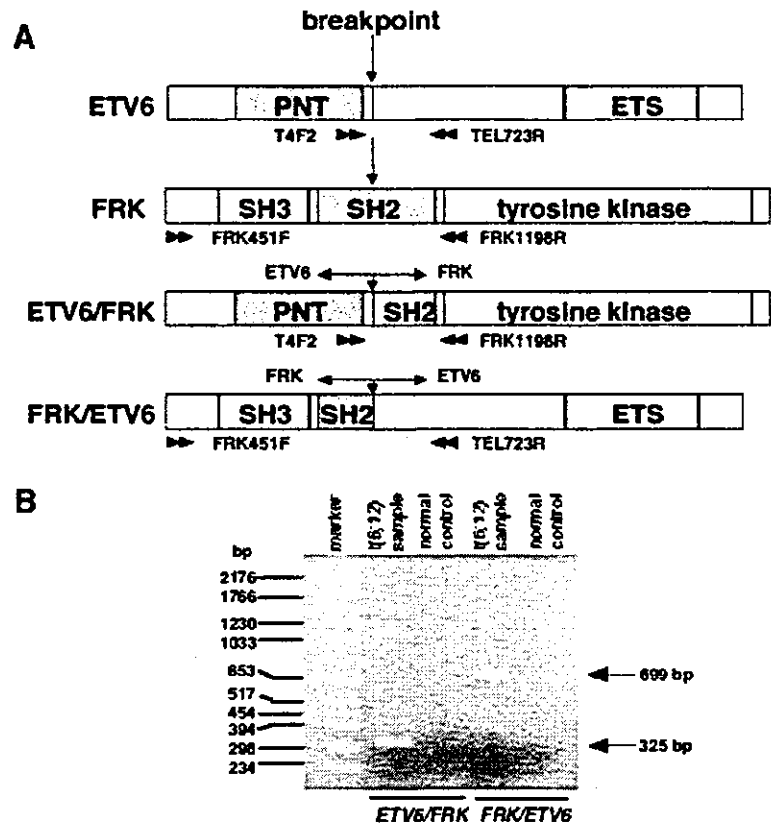 A
breakpoint
ETV6 PNT ETS
T4F2 TEL723R
FRK SH3 SH2 tyrosine kinase
FRK451F FRK1198R
ETV6 FRK
ETV6/FRK PNT SH2 tyrosine kinase
T4F2 FRK1198R
FRK ETV6
FRK/ETV6 SH3 SH2 ETS
FRK451F TEL723R
B
marker
t(6;12) sample
normal control
t(6;12) sample
normal control
bp
2176
1766
1230
1033
653
517
454
394
298
234
699 bp
325 bp
ETV6/FRK FRK/ETV6